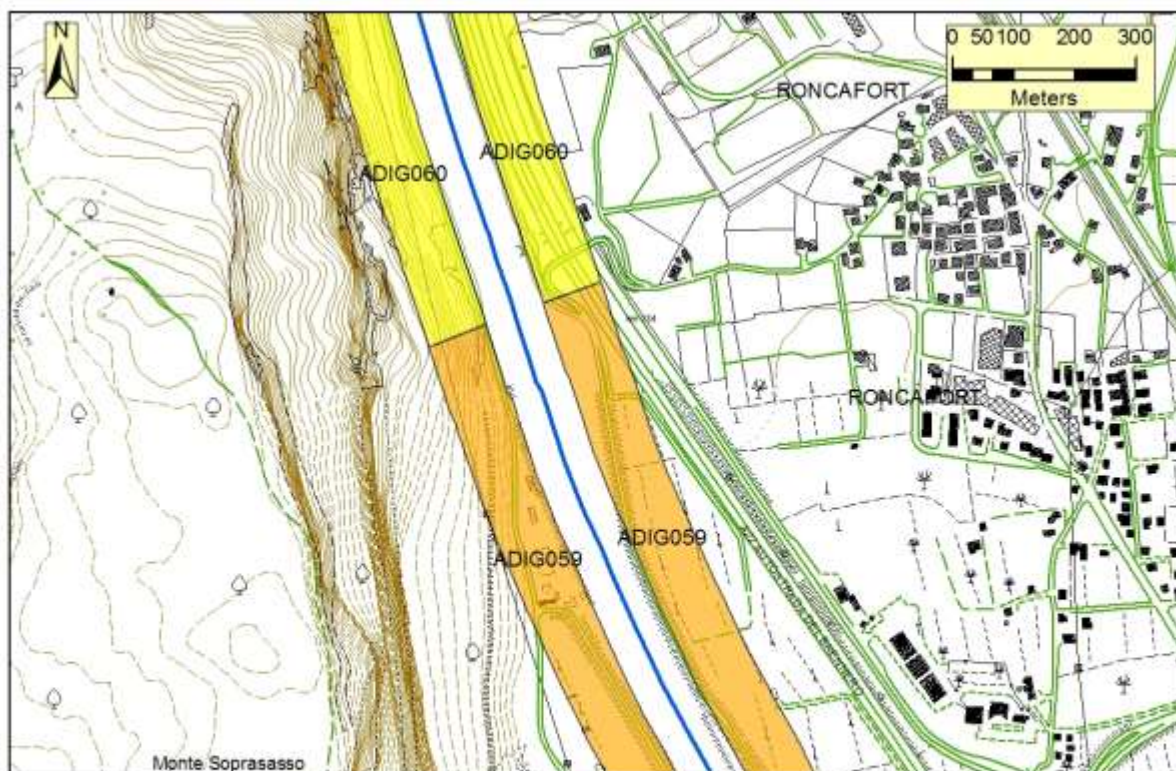 N
0 50 100 200 300
Meters
RONCAFORT
ADIG060
ADIG060
RONCAFORT
ADIG059
ADIG059
Monte Soprasasso